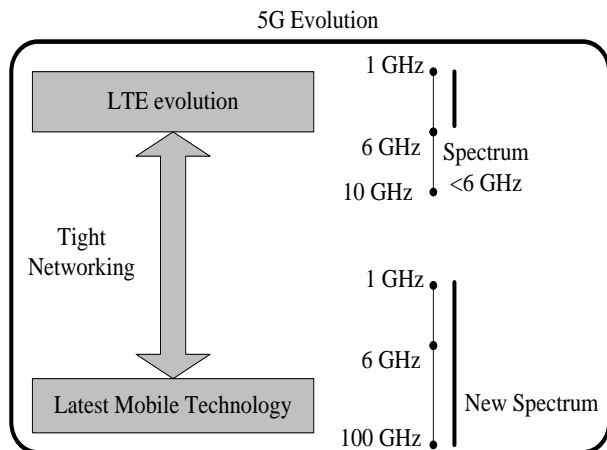 5G Evolution
LTE evolution
1 GHz
6 GHz
10 GHz
Spectrum
<6 GHz
Tight
Networking
1 GHz
6 GHz
100 GHz
New Spectrum
Latest Mobile Technology